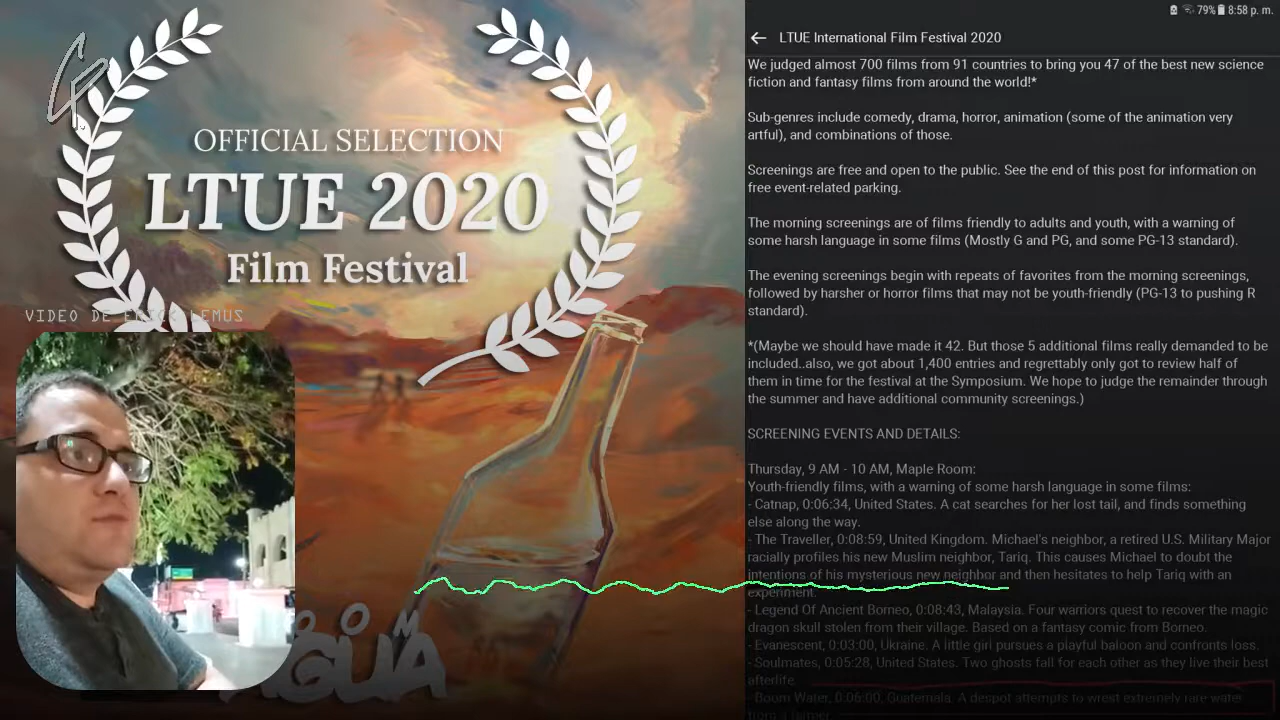 OFFICIAL SELECTION
LTUE 2020
Film Festival
VIDEO DE ERICK LEMUS
BOOM
AGUA
79% 8:58 p. m.
LTUE International Film Festival 2020
We judged almost 700 films from 91 countries to bring you 47 of the best new science
fiction and fantasy films from around the world!*
Sub-genres include comedy, drama, horror, animation (some of the animation very
artful), and combinations of those.
Screenings are free and open to the public. See the end of this post for information on
free event-related parking.
The morning screenings are of films friendly to adults and youth, with a warning of
some harsh language in some films (Mostly G and PG, and some PG-13 standard).
The evening screenings begin with repeats of favorites from the morning screenings,
followed by harsher or horror films that may not be youth-friendly (PG-13 to pushing R
standard).
*(Maybe we should have made it 42. But those 5 additional films really demanded to be
included..also, we got about 1,400 entries and regrettably only got to review half of
them in time for the festival at the Symposium. We hope to judge the remainder through
the summer and have additional community screenings.)
SCREENING EVENTS AND DETAILS:
Thursday, 9 AM - 10 AM, Maple Room:
Youth-friendly films, with a warning of some harsh language in some films:
- Catnap, 0:06:34, United States. A cat searches for her lost tail, and finds something
else along the way.
- The Traveller, 0:08:59, United Kingdom. Michael's neighbor, a retired U.S. Military Major
racially profiles his new Muslim neighbor, Tariq. This causes Michael to doubt the
intentions of his mysterious new neighbor and then hesitates to help Tariq with an
experiment.
- Legend Of Ancient Borneo, 0:08:43, Malaysia. Four warriors quest to recover the magic
dragon skull stolen from their village. Based on a fantasy comic from Borneo.
- Evanescent, 0:03:00, Ukraine. A little girl pursues a playful baloon and confronts loss.
- Soulmates, 0:05:28, United States. Two ghosts fall for each other as they live their best
afterlife.
- Boom Water, 0:06:00, Guatemala. A despot attempts to wrest extremely rare water
from a farmer.